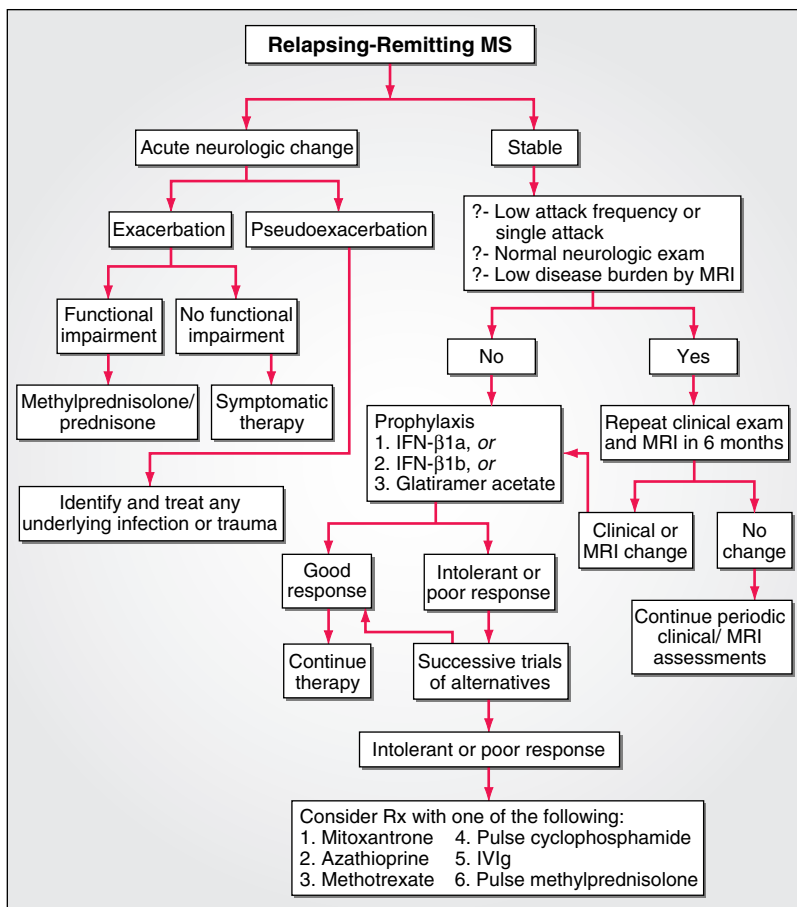 Relapsing-Remitting MS
Acute neurologic change
Stable
Exacerbation
Pseudoexacerbation
?- Low attack frequency or
single attack
?- Normal neurologic exam
?- Low disease burden by MRI
Functional
impairment
No functional
impairment
No
Yes
Methylprednisolone/
prednisone
Symptomatic
therapy
Prophylaxis
1. IFN-β1a, or
2. IFN-β1b, or
3. Glatiramer acetate
Repeat clinical exam
and MRI in 6 months
Identify and treat any
underlying infection or trauma
Clinical or
MRI change
No
change
Good
response
Intolerant or
poor response
Continue periodic
clinical/ MRI
assessments
Continue
therapy
Successive trials
of alternatives
Intolerant or poor response
Consider Rx with one of the following:
1. Mitoxantrone 4. Pulse cyclophosphamide
2. Azathioprine 5. IVIg
3. Methotrexate 6. Pulse methylprednisolone